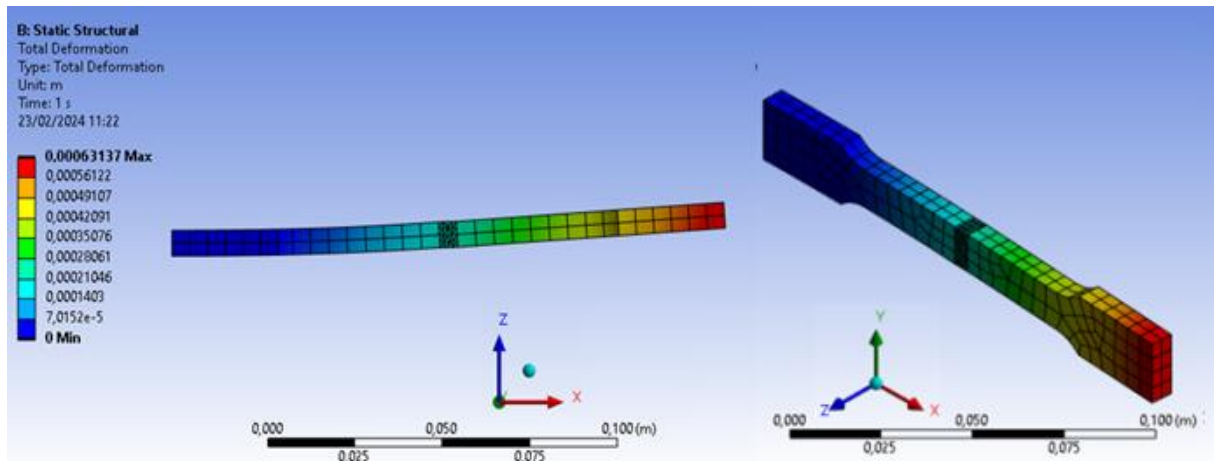 B: Static Structural
Total Deformation
Type: Total Deformation
Unit: m
Time: 1 s
23/02/2024 11:22
0,00063137 Max
0,00056122
0,00049107
0,00042091
0,00035076
0,00028061
0,00021046
0,0001403
7,0152e-5
0 Min
Z
X
0,000 0,050 0,100 (m)
0,025 0,075
Y
Z X
0,000 0,050 0,100 (m)
0,025 0,075